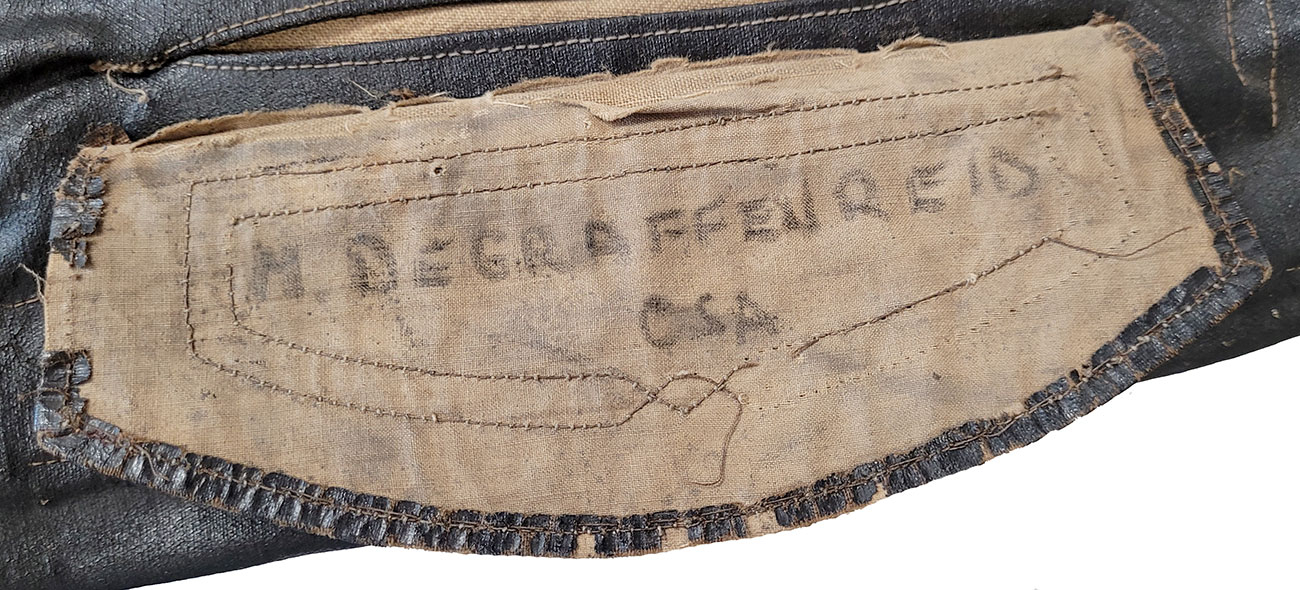 M. DEGRAFFENREID
CSA